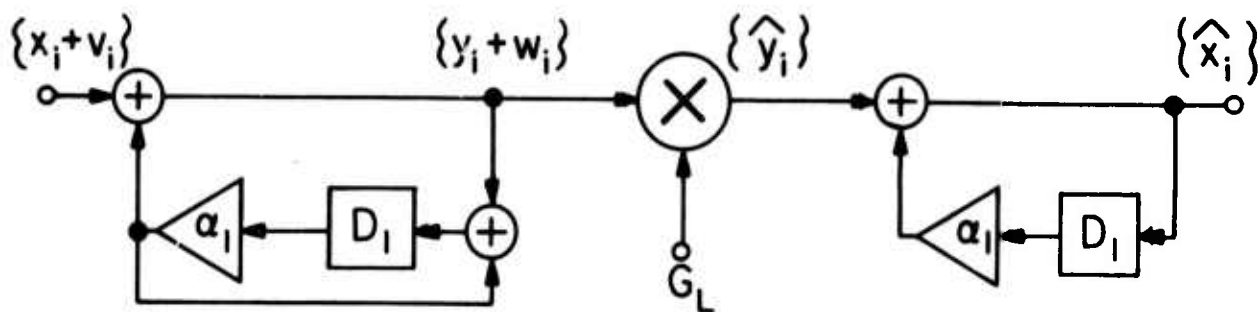 {x_i+v_i}
{y_i+w_i}
{ŷ_i}
{x̂_i}
α_1
D_1
G_L
α_1
D_1